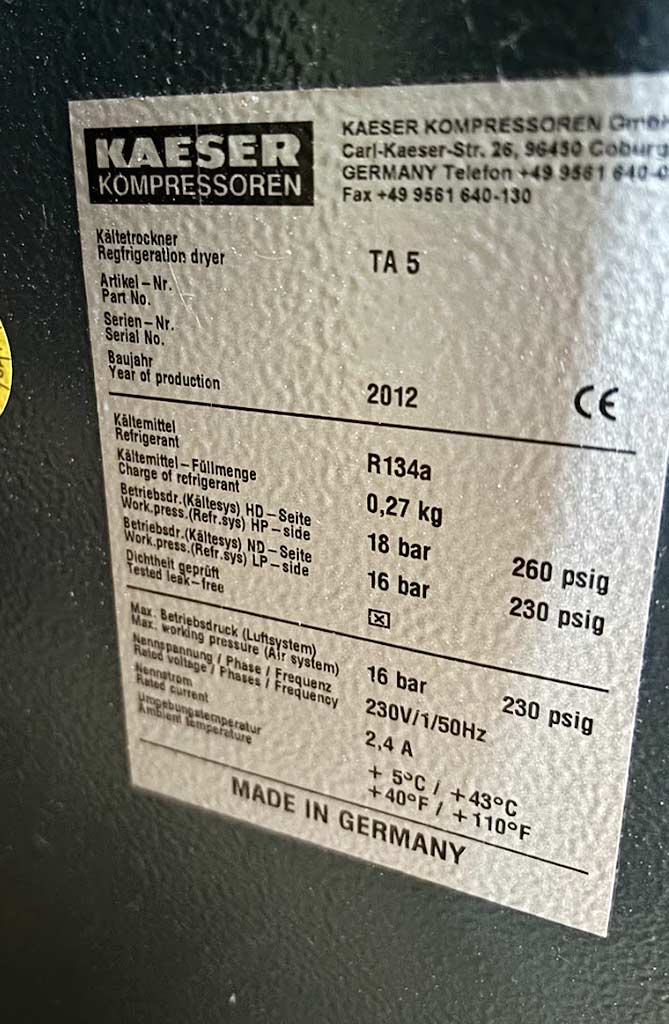 KAESER
KOMPRESSOREN
KAESER KOMPRESSOREN GmbH
Carl-Kaeser-Str. 26, 96450 Coburg
GERMANY Telefon +49 9561 640-0
Fax +49 9561 640-130
Kältetrockner
Regfrigeration dryer
TA 5
Artikel-Nr.
Part No.
Serien-Nr.
Serial No.
Baujahr
Year of production
2012
CE
Kältemittel
Refrigerant
R134a
Kältemittel-Füllmenge
Charge of refrigerant
0,27 kg
Betriebsdr.(Kältesys) HD-Seite
Work.press.(Refr.sys) HP-side
18 bar 260 psig
Betriebsdr.(Kältesys) ND-Seite
Work.press.(Refr.sys) LP-side
16 bar 230 psig
Dichtheit geprüft
Tested leak-free
☒
Max. Betriebsdruck (Luftsystem)
Max. working pressure (Air system)
16 bar 230 psig
Nennspannung / Phase / Frequenz
Rated voltage / Phases / Frequency
230V/1/50Hz
Nennstrom
Rated current
2,4 A
Umgebungstemperatur
Ambient temperature
+ 5°C / +43°C
+40°F / +110°F
MADE IN GERMANY